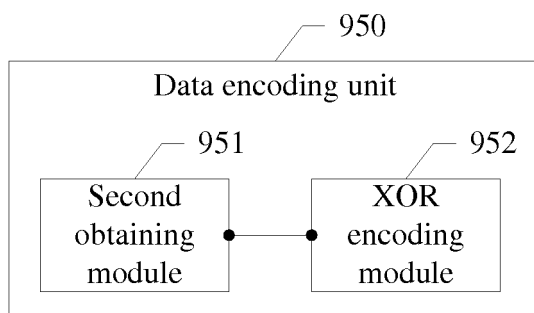 950
Data encoding unit
951
952
Second
obtaining
module
XOR
encoding
module